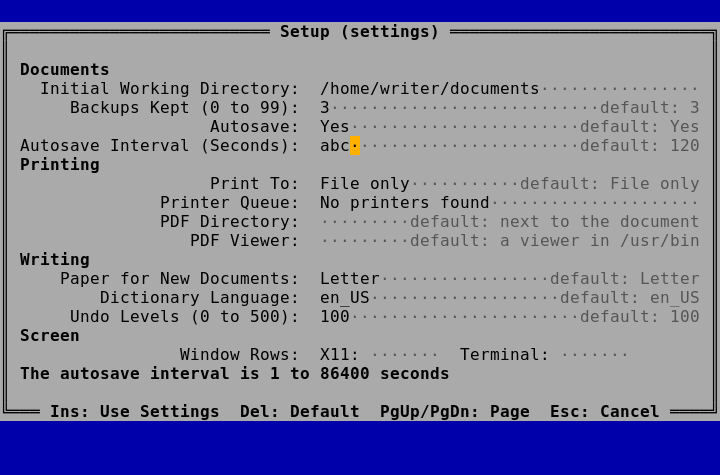 Setup (settings)
Documents
Initial Working Directory: /home/writer/documents
Backups Kept (0 to 99): 3 default: 3
Autosave: Yes default: Yes
Autosave Interval (Seconds): abc default: 120
Printing
Print To: File only default: File only
Printer Queue: No printers found
PDF Directory: default: next to the document
PDF Viewer: default: a viewer in /usr/bin
Writing
Paper for New Documents: Letter default: Letter
Dictionary Language: en_US default: en_US
Undo Levels (0 to 500): 100 default: 100
Screen
Window Rows: X11: Terminal:
The autosave interval is 1 to 86400 seconds
Ins: Use Settings Del: Default PgUp/PgDn: Page Esc: Cancel